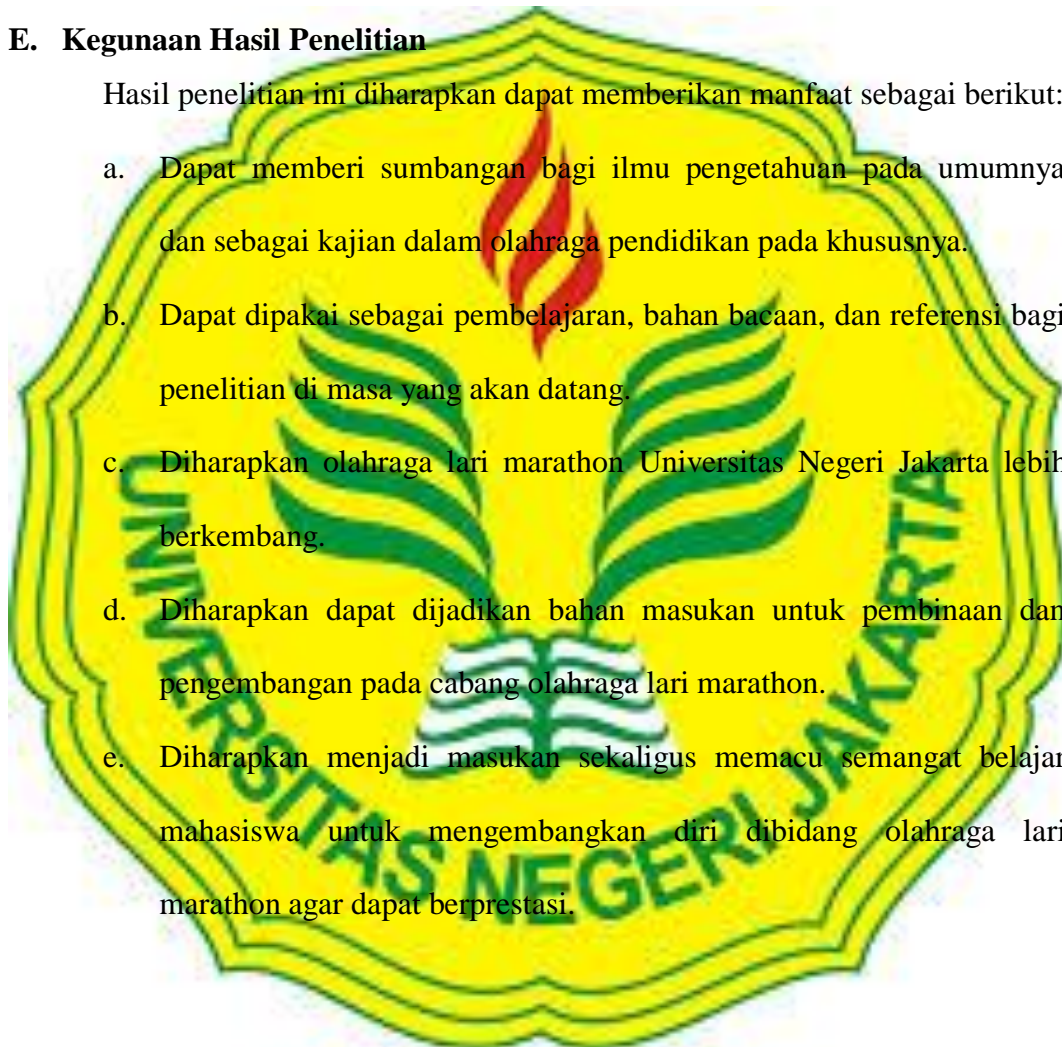 E. Kegunaan Hasil Penelitian
Hasil penelitian ini diharapkan dapat memberikan manfaat sebagai berikut:
a. Dapat memberi sumbangan bagi ilmu pengetahuan pada umumnya
dan sebagai kajian dalam olahraga pendidikan pada khususnya.
b. Dapat dipakai sebagai pembelajaran, bahan bacaan, dan referensi bagi
penelitian di masa yang akan datang.
c. Diharapkan olahraga lari marathon Universitas Negeri Jakarta lebih
berkembang.
d. Diharapkan dapat dijadikan bahan masukan untuk pembinaan dan
pengembangan pada cabang olahraga lari marathon.
e. Diharapkan menjadi masukan sekaligus memacu semangat belajar
mahasiswa untuk mengembangkan diri dibidang olahraga lari
marathon agar dapat berprestasi.
UNIVERSITAS NEGERI JAKARTA